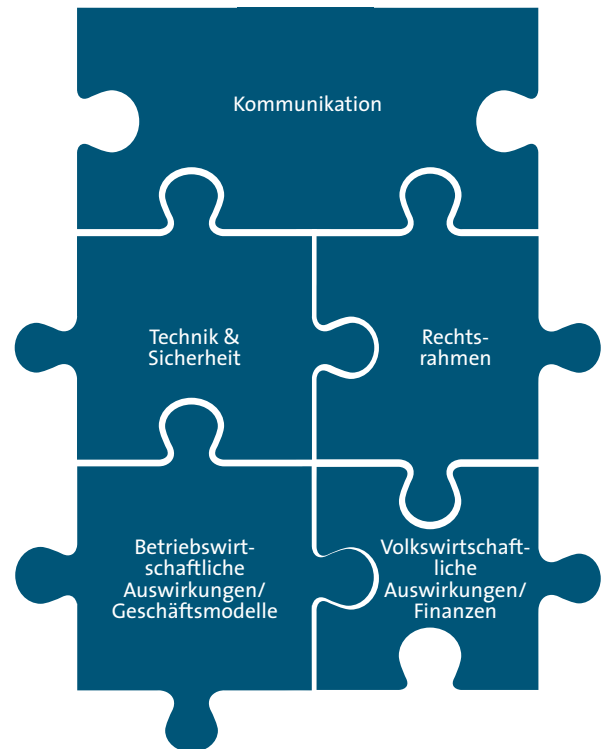 Kommunikation
Technik &
Sicherheit
Rechts-
rahmen
Betriebswirt-
schaftliche
Auswirkungen/
Geschäftsmodelle
Volkswirtschaft-
liche
Auswirkungen/
Finanzen